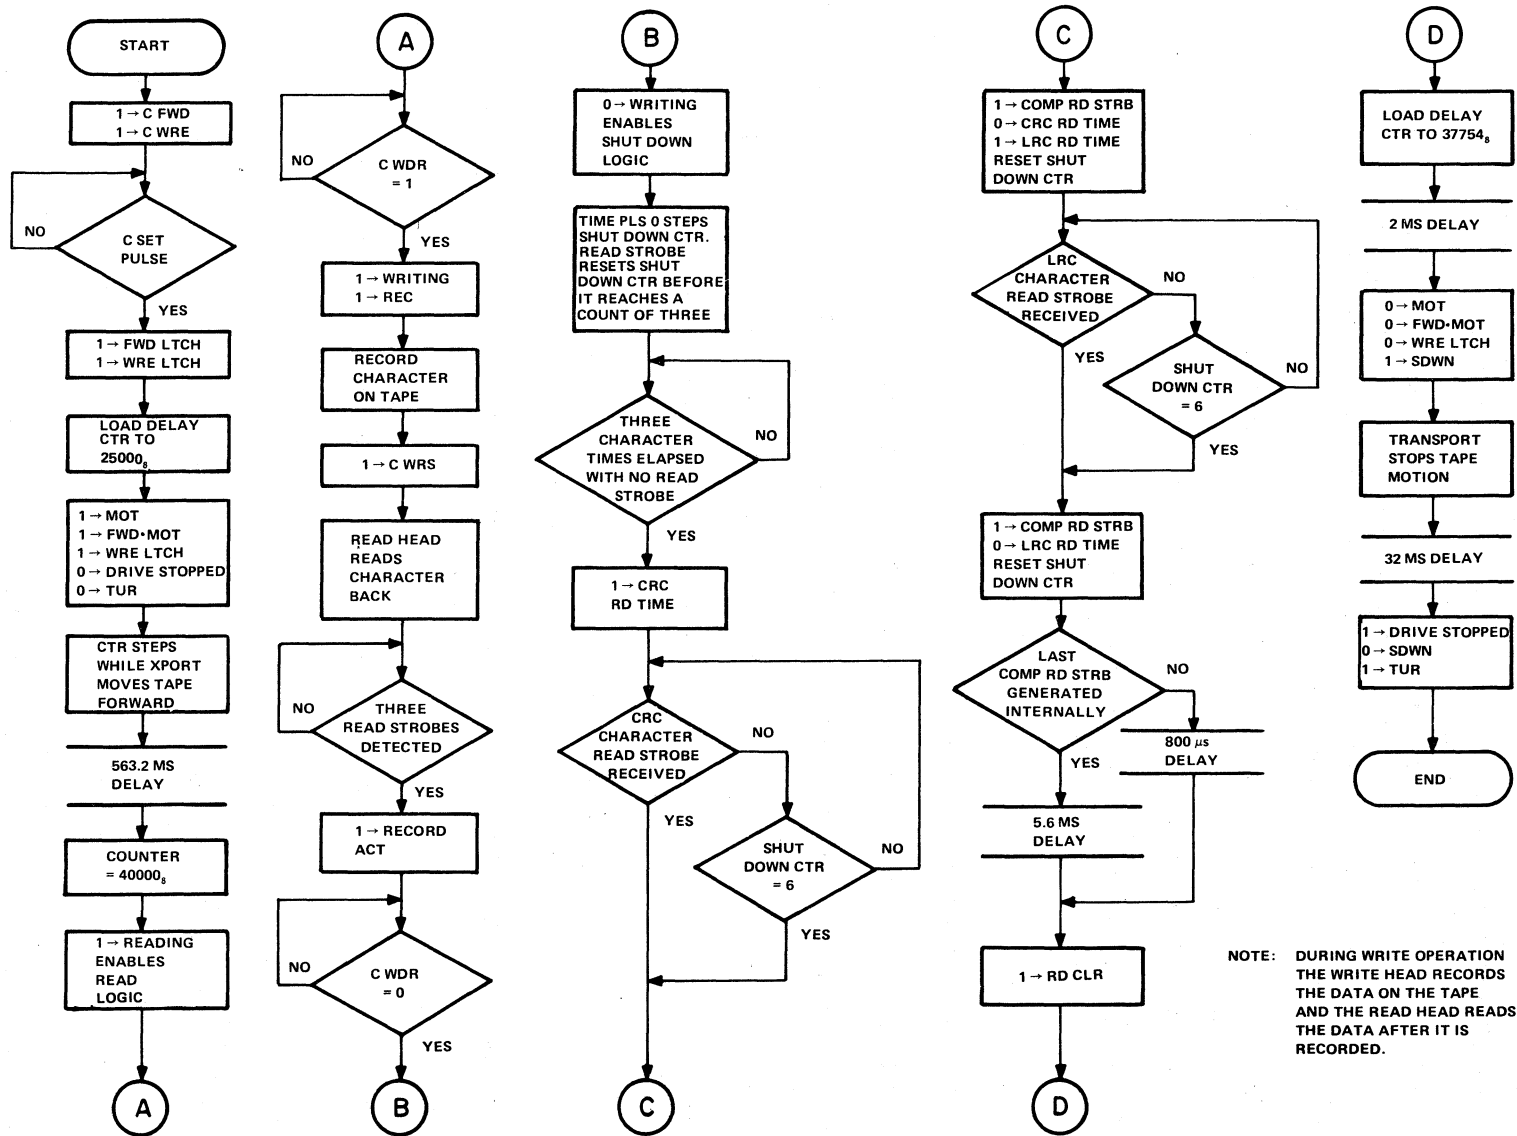 START
1 → C FWD
1 → C WRE
NO
C SET
PULSE
YES
1 → FWD LTCH
1 → WRE LTCH
LOAD DELAY
CTR TO
25000₈
1 → MOT
1 → FWD•MOT
1 → WRE LTCH
0 → DRIVE STOPPED
0 → TUR
CTR STEPS
WHILE XPORT
MOVES TAPE
FORWARD
563.2 MS
DELAY
COUNTER
= 40000₈
1 → READING
ENABLES
READ
LOGIC
A
A
NO
C WDR
= 1
YES
1 → WRITING
1 → REC
RECORD
CHARACTER
ON TAPE
1 → C WRS
READ HEAD
READS
CHARACTER
BACK
NO
THREE
READ STROBES
DETECTED
YES
1 → RECORD
ACT
NO
C WDR
= 0
YES
B
B
0 → WRITING
ENABLES
SHUT DOWN
LOGIC
TIME PLS 0 STEPS
SHUT DOWN CTR.
READ STROBE
RESETS SHUT
DOWN CTR BEFORE
IT REACHES A
COUNT OF THREE
THREE
CHARACTER
TIMES ELAPSED
WITH NO READ
STROBE
NO
YES
1 → CRC
RD TIME
CRC
CHARACTER
READ STROBE
RECEIVED
NO
YES
SHUT
DOWN CTR
= 6
NO
YES
C
C
1 → COMP RD STRB
0 → CRC RD TIME
1 → LRC RD TIME
RESET SHUT
DOWN CTR
LRC
CHARACTER
READ STROBE
RECEIVED
NO
YES
SHUT
DOWN CTR
= 6
NO
YES
1 → COMP RD STRB
0 → LRC RD TIME
RESET SHUT
DOWN CTR
LAST
COMP RD STRB
GENERATED
INTERNALLY
NO
YES
800 μs
DELAY
5.6 MS
DELAY
1 → RD CLR
D
D
LOAD DELAY
CTR TO 37754₈
2 MS DELAY
0 → MOT
0 → FWD•MOT
0 → WRE LTCH
1 → SDWN
TRANSPORT
STOPS TAPE
MOTION
32 MS DELAY
1 → DRIVE STOPPED
0 → SDWN
1 → TUR
END
NOTE: DURING WRITE OPERATION
THE WRITE HEAD RECORDS
THE DATA ON THE TAPE
AND THE READ HEAD READS
THE DATA AFTER IT IS
RECORDED.